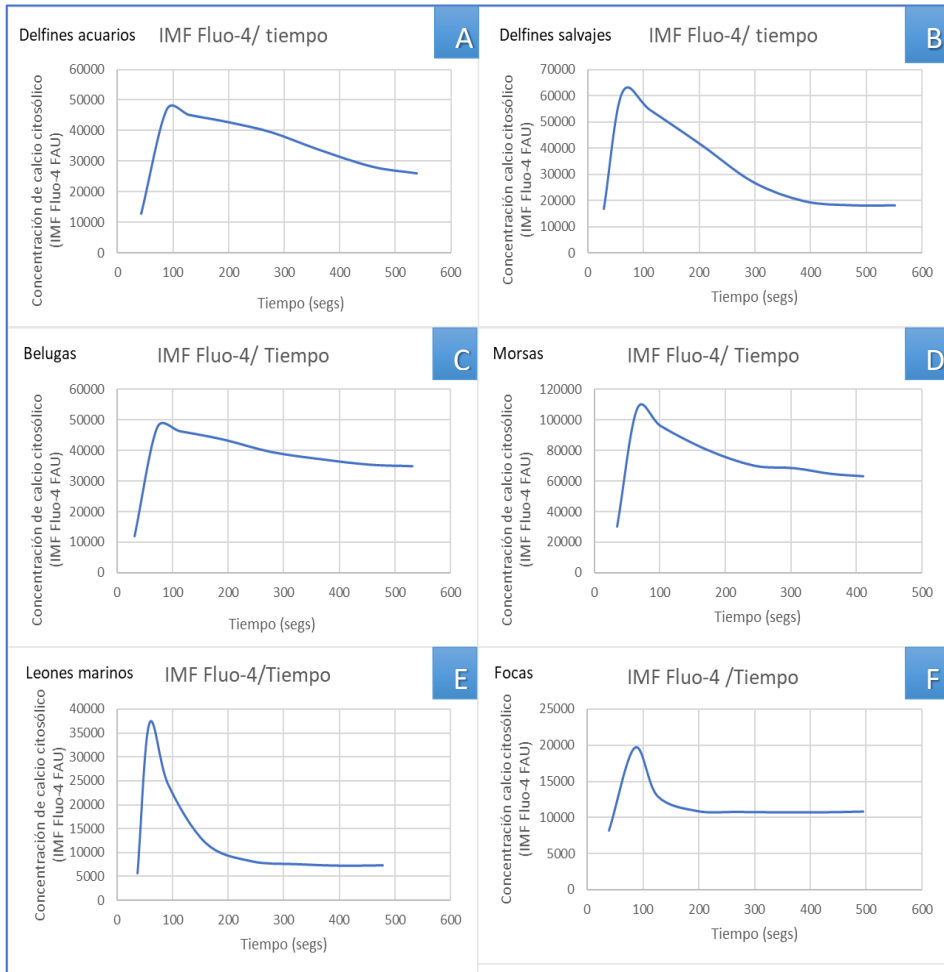 Delfines acuarios
IMF Fluo-4/ tiempo
A
Concentración de calcio citosólico
(IMF Fluo-4 FAU)
60000
50000
40000
30000
20000
10000
0
0 100 200 300 400 500 600
Tiempo (segs)
Delfines salvajes
IMF Fluo-4/ tiempo
B
Concentración calcio citosólico
(IMF Fluo-4 FAU)
70000
60000
50000
40000
30000
20000
10000
0
0 100 200 300 400 500 600
Tiempo (segs)
Belugas
IMF Fluo-4/ Tiempo
C
Concentración de calcio citosólico
(IMF Fluo-4 FAU)
60000
50000
40000
30000
20000
10000
0
0 100 200 300 400 500 600
Tiempo (segs)
Morsas
IMF Fluo-4/ Tiempo
D
Concentración de calcio citosólico
(IMF Fluo-4 FAU)
120000
100000
80000
60000
40000
20000
0
0 100 200 300 400 500
Tiempo (segs)
Leones marinos
IMF Fluo-4/Tiempo
E
Concentración de calcio citosólico
(IMF Fluo-4 FAU)
40000
35000
30000
25000
20000
15000
10000
5000
0
0 100 200 300 400 500 600
Tiempo (segs)
Focas
IMF Fluo-4 /Tiempo
F
Concentración calcio citosólico
(IMF Fluo-4 FAU)
25000
20000
15000
10000
5000
0
0 100 200 300 400 500 600
Tiempo (segs)